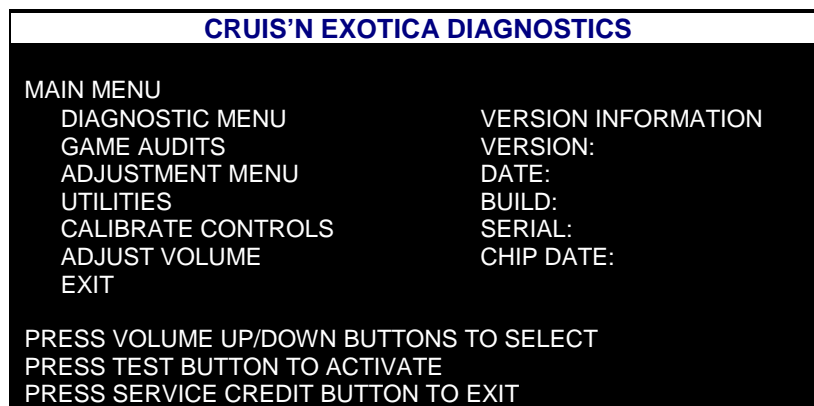 CRUIS'N EXOTICA DIAGNOSTICS
MAIN MENU
DIAGNOSTIC MENU
GAME AUDITS
ADJUSTMENT MENU
UTILITIES
CALIBRATE CONTROLS
ADJUST VOLUME
EXIT
VERSION INFORMATION
VERSION:
DATE:
BUILD:
SERIAL:
CHIP DATE:
PRESS VOLUME UP/DOWN BUTTONS TO SELECT
PRESS TEST BUTTON TO ACTIVATE
PRESS SERVICE CREDIT BUTTON TO EXIT